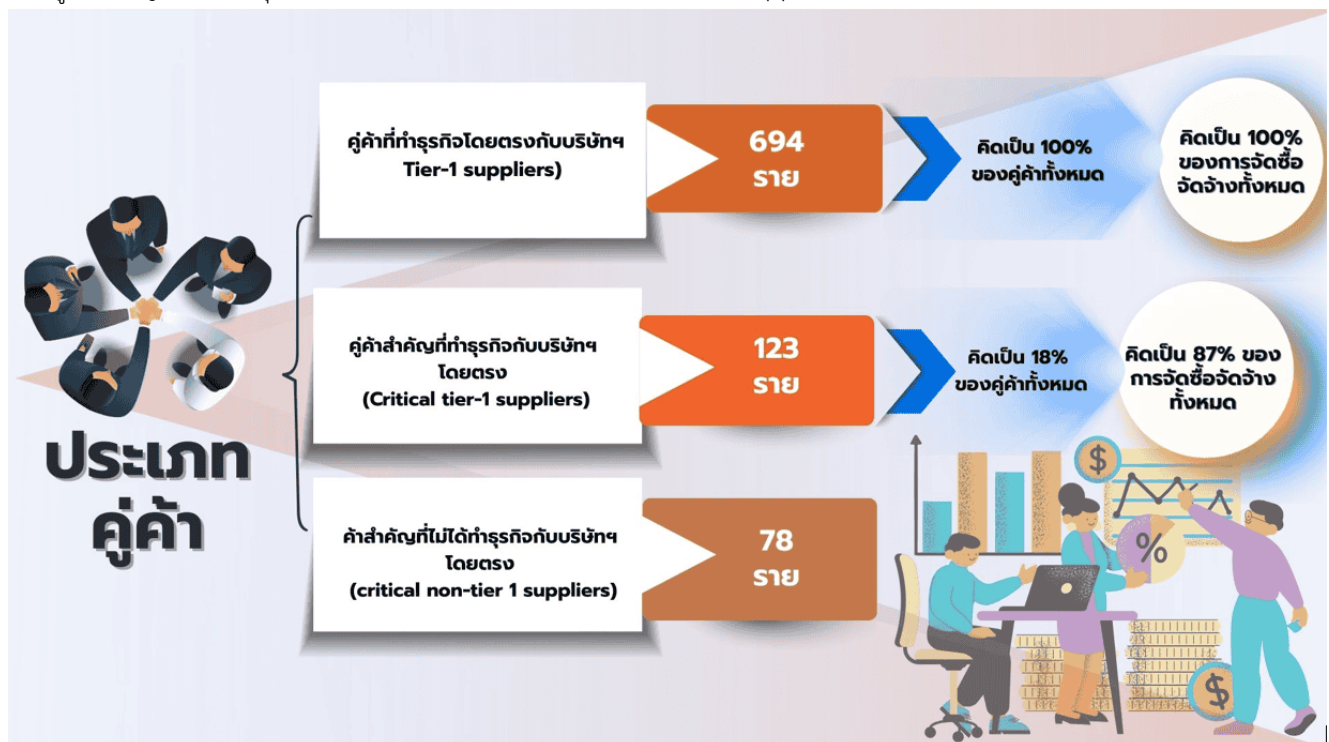 คู่ค้าที่ทำธุรกิจโดยตรงกับบริษัทฯ
Tier-1 suppliers)
694
ราย
คิดเป็น 100%
ของคู่ค้าทั้งหมด
คิดเป็น 100%
ของการจัดซื้อ
จัดจ้างทั้งหมด
ประเภท
คู่ค้า
คู่ค้าสำคัญที่ทำธุรกิจกับบริษัทฯ
โดยตรง
(Critical tier-1 suppliers)
123
ราย
คิดเป็น 18%
ของคู่ค้าทั้งหมด
คิดเป็น 87% ของ
การจัดซื้อจัดจ้าง
ทั้งหมด
ค้าสำคัญที่ไม่ได้ทำธุรกิจกับบริษัทฯ
โดยตรง
(critical non-tier 1 suppliers)
78
ราย
$
%
$